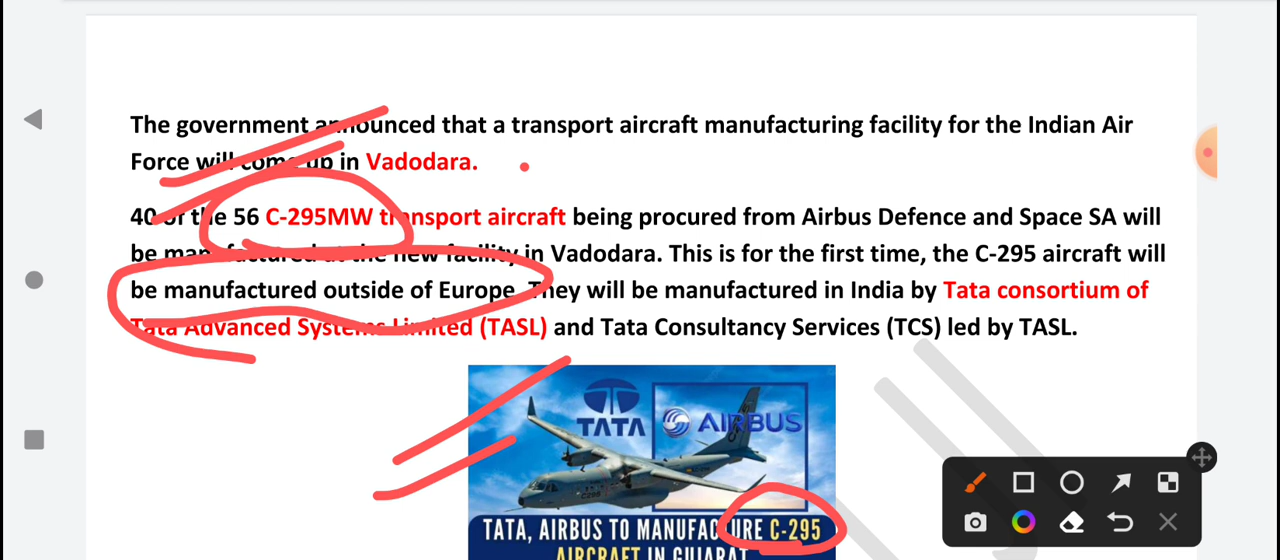 The government announced that a transport aircraft manufacturing facility for the Indian Air
Force will come up in Vadodara.
40 of the 56 C-295MW transport aircraft being procured from Airbus Defence and Space SA will
be manufactured at the new facility in Vadodara. This is for the first time, the C-295 aircraft will
be manufactured outside of Europe. They will be manufactured in India by Tata consortium of
Tata Advanced Systems Limited (TASL) and Tata Consultancy Services (TCS) led by TASL.
TATA
AIRBUS
TATA, AIRBUS TO MANUFACTURE C-295
AIRCRAFT IN GUJARAT